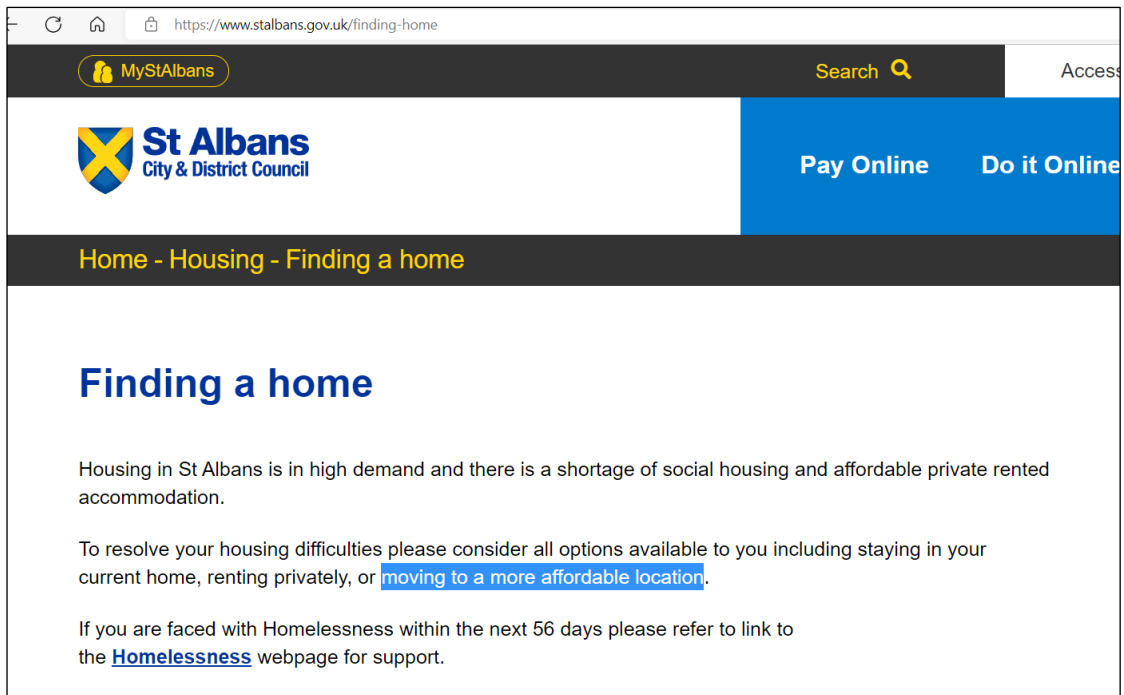 https://www.stalbans.gov.uk/finding-home
MyStAlbans
Search
Access
St Albans
City & District Council
Pay Online Do it Online
Home - Housing - Finding a home
Finding a home
Housing in St Albans is in high demand and there is a shortage of social housing and affordable private rented
accommodation.
To resolve your housing difficulties please consider all options available to you including staying in your
current home, renting privately, or moving to a more affordable location.
If you are faced with Homelessness within the next 56 days please refer to link to
the Homelessness webpage for support.